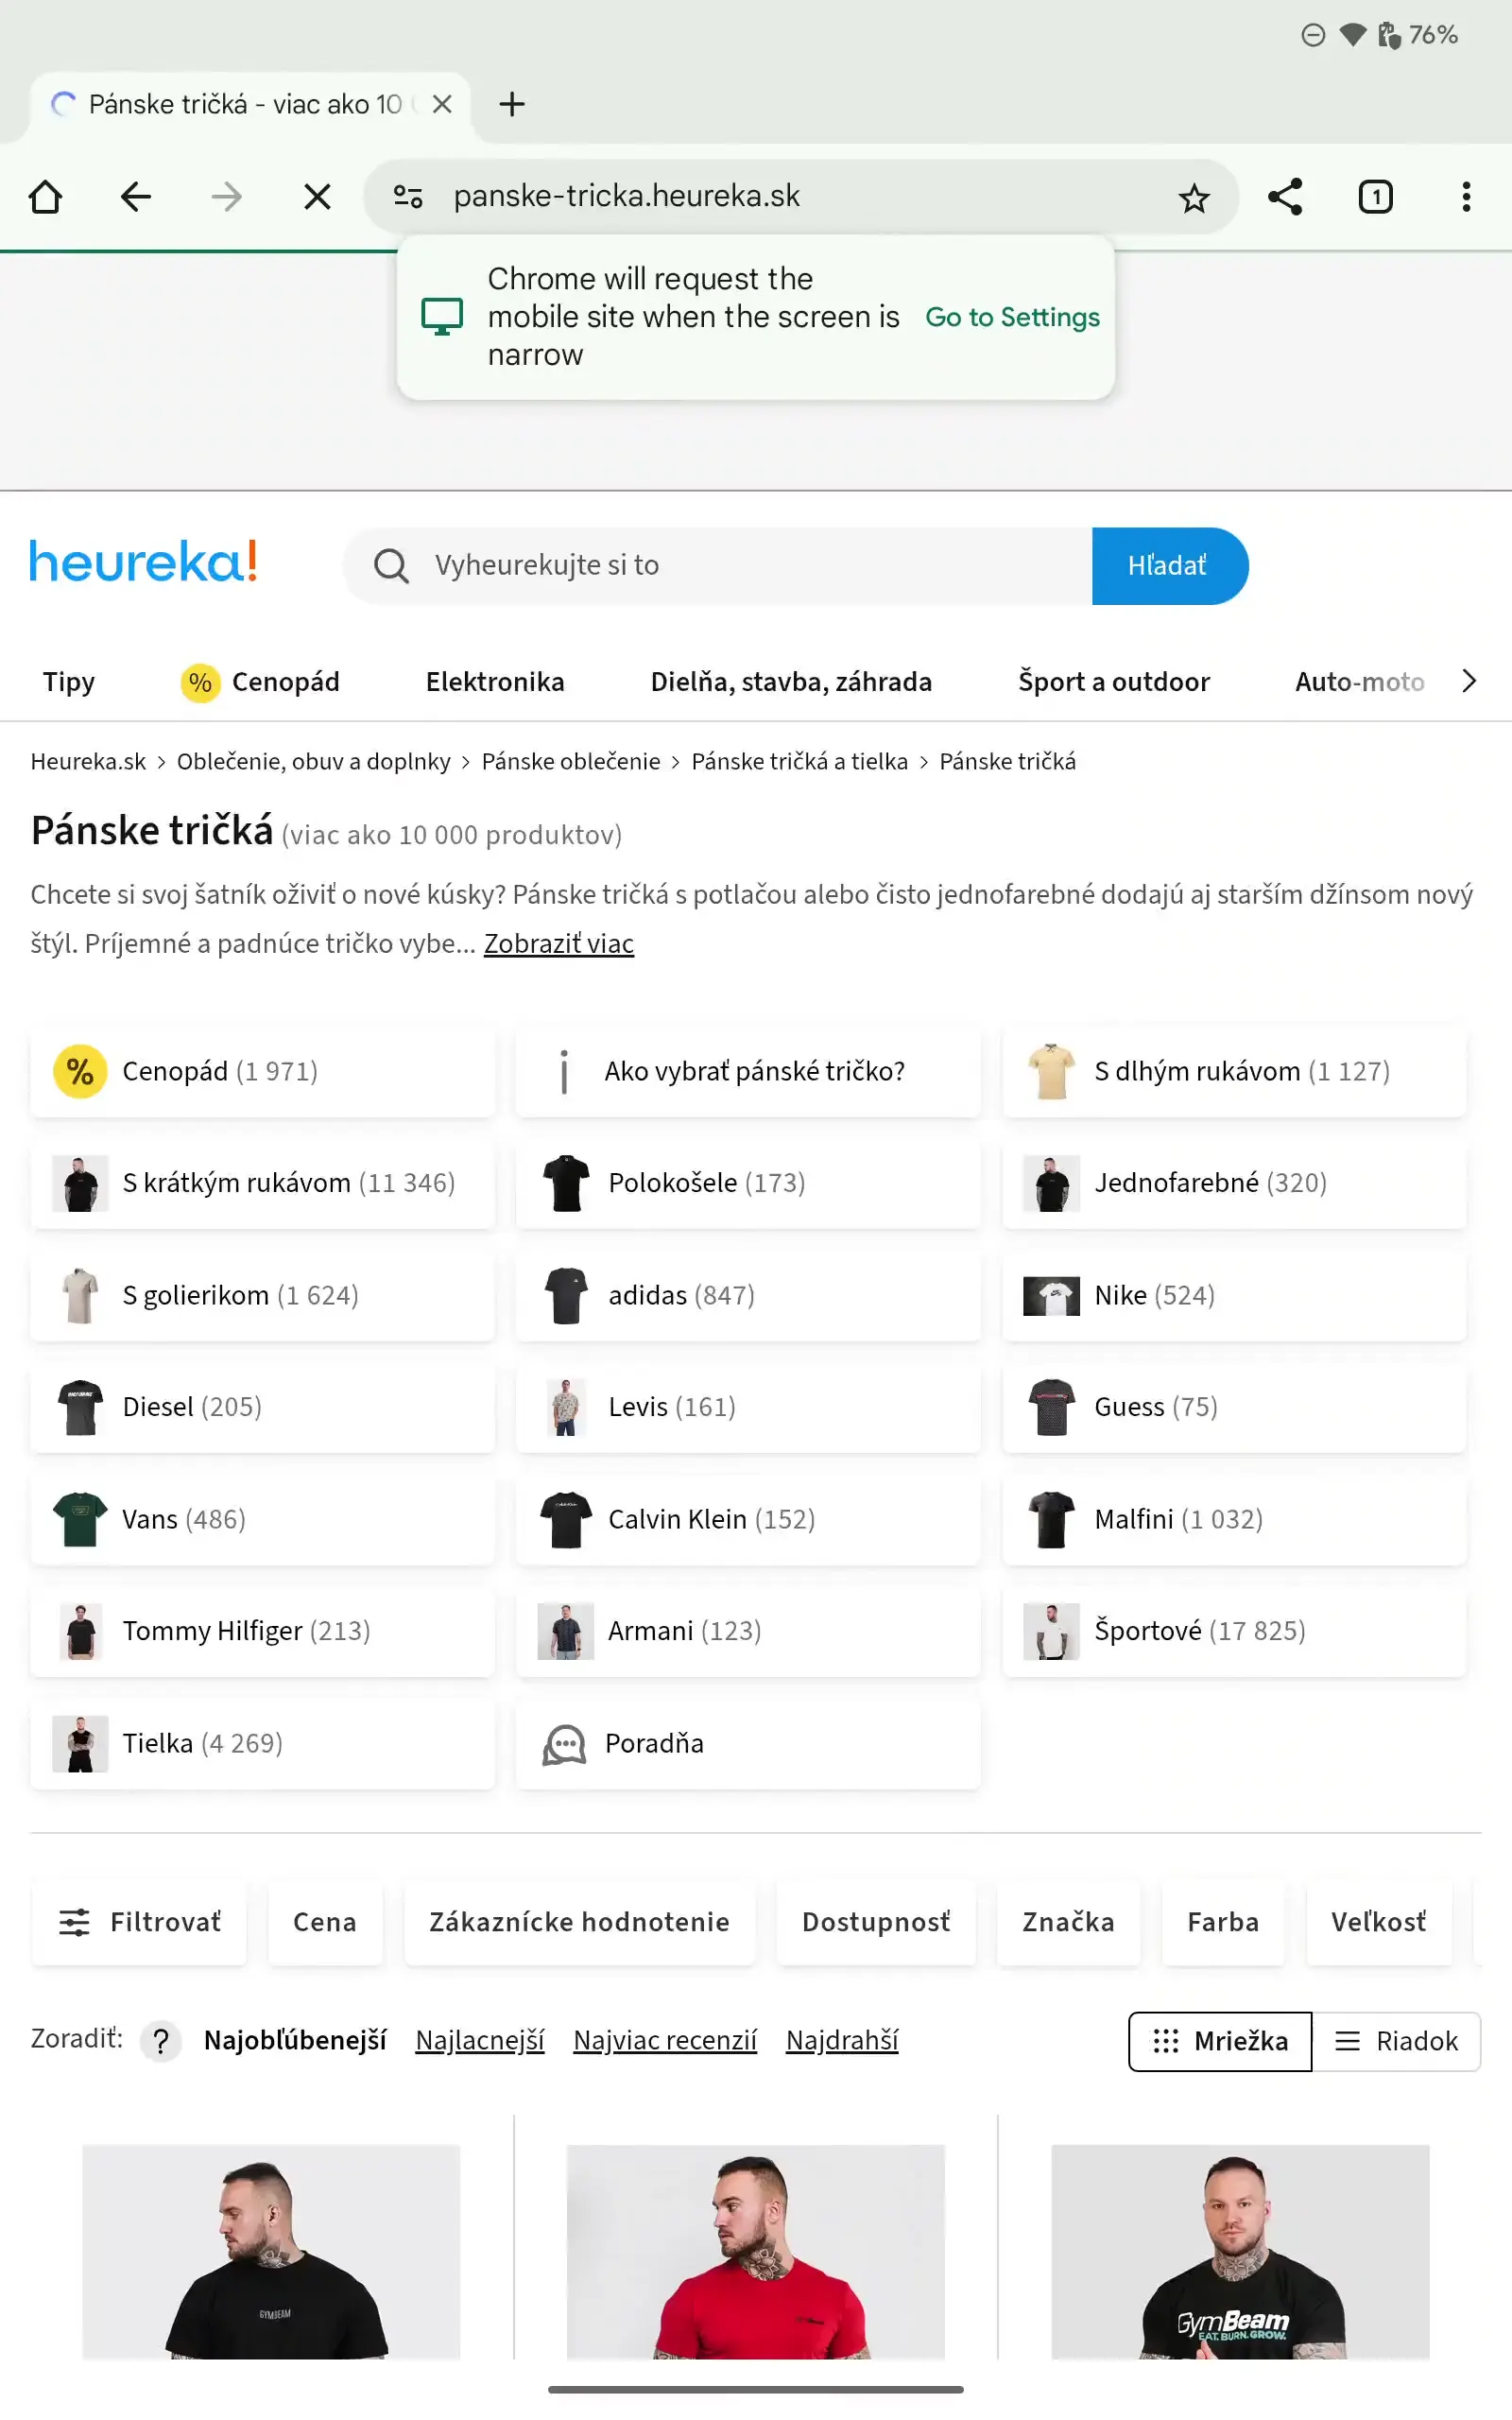 76%
Pánske tričká - viac ako 10
panske-tricka.heureka.sk
1
Chrome will request the
mobile site when the screen is
narrow
Go to Settings
heureka!
Vyheurekujte si to
Hľadať
Tipy
% Cenopád
Elektronika
Dielňa, stavba, záhrada
Šport a outdoor
Auto-moto
Heureka.sk > Oblečenie, obuv a doplnky > Pánske oblečenie > Pánske tričká a tielka > Pánske tričká
Pánske tričká (viac ako 10 000 produktov)
Chcete si svoj šatník oživiť o nové kúsky? Pánske tričká s potlačou alebo čisto jednofarebné dodajú aj starším džínsom nový
štýl. Príjemné a padnúce tričko vybe... Zobraziť viac
% Cenopád (1 971)
Ako vybrať pánské tričko?
S dlhým rukávom (1 127)
S krátkým rukávom (11 346)
Polokošele (173)
Jednofarebné (320)
S golierikom (1 624)
adidas (847)
Nike (524)
Diesel (205)
Levis (161)
Guess (75)
Vans (486)
Calvin Klein (152)
Malfini (1 032)
Tommy Hilfiger (213)
Armani (123)
Športové (17 825)
Tielka (4 269)
Poradňa
Filtrovať
Cena
Zákaznícke hodnotenie
Dostupnosť
Značka
Farba
Veľkosť
Zoradiť: ? Najobľúbenejší Najlacnejší Najviac recenzií Najdrahší
Mriežka
Riadok
GYMBEAM
GymBeam
EAT. BURN. GROW.